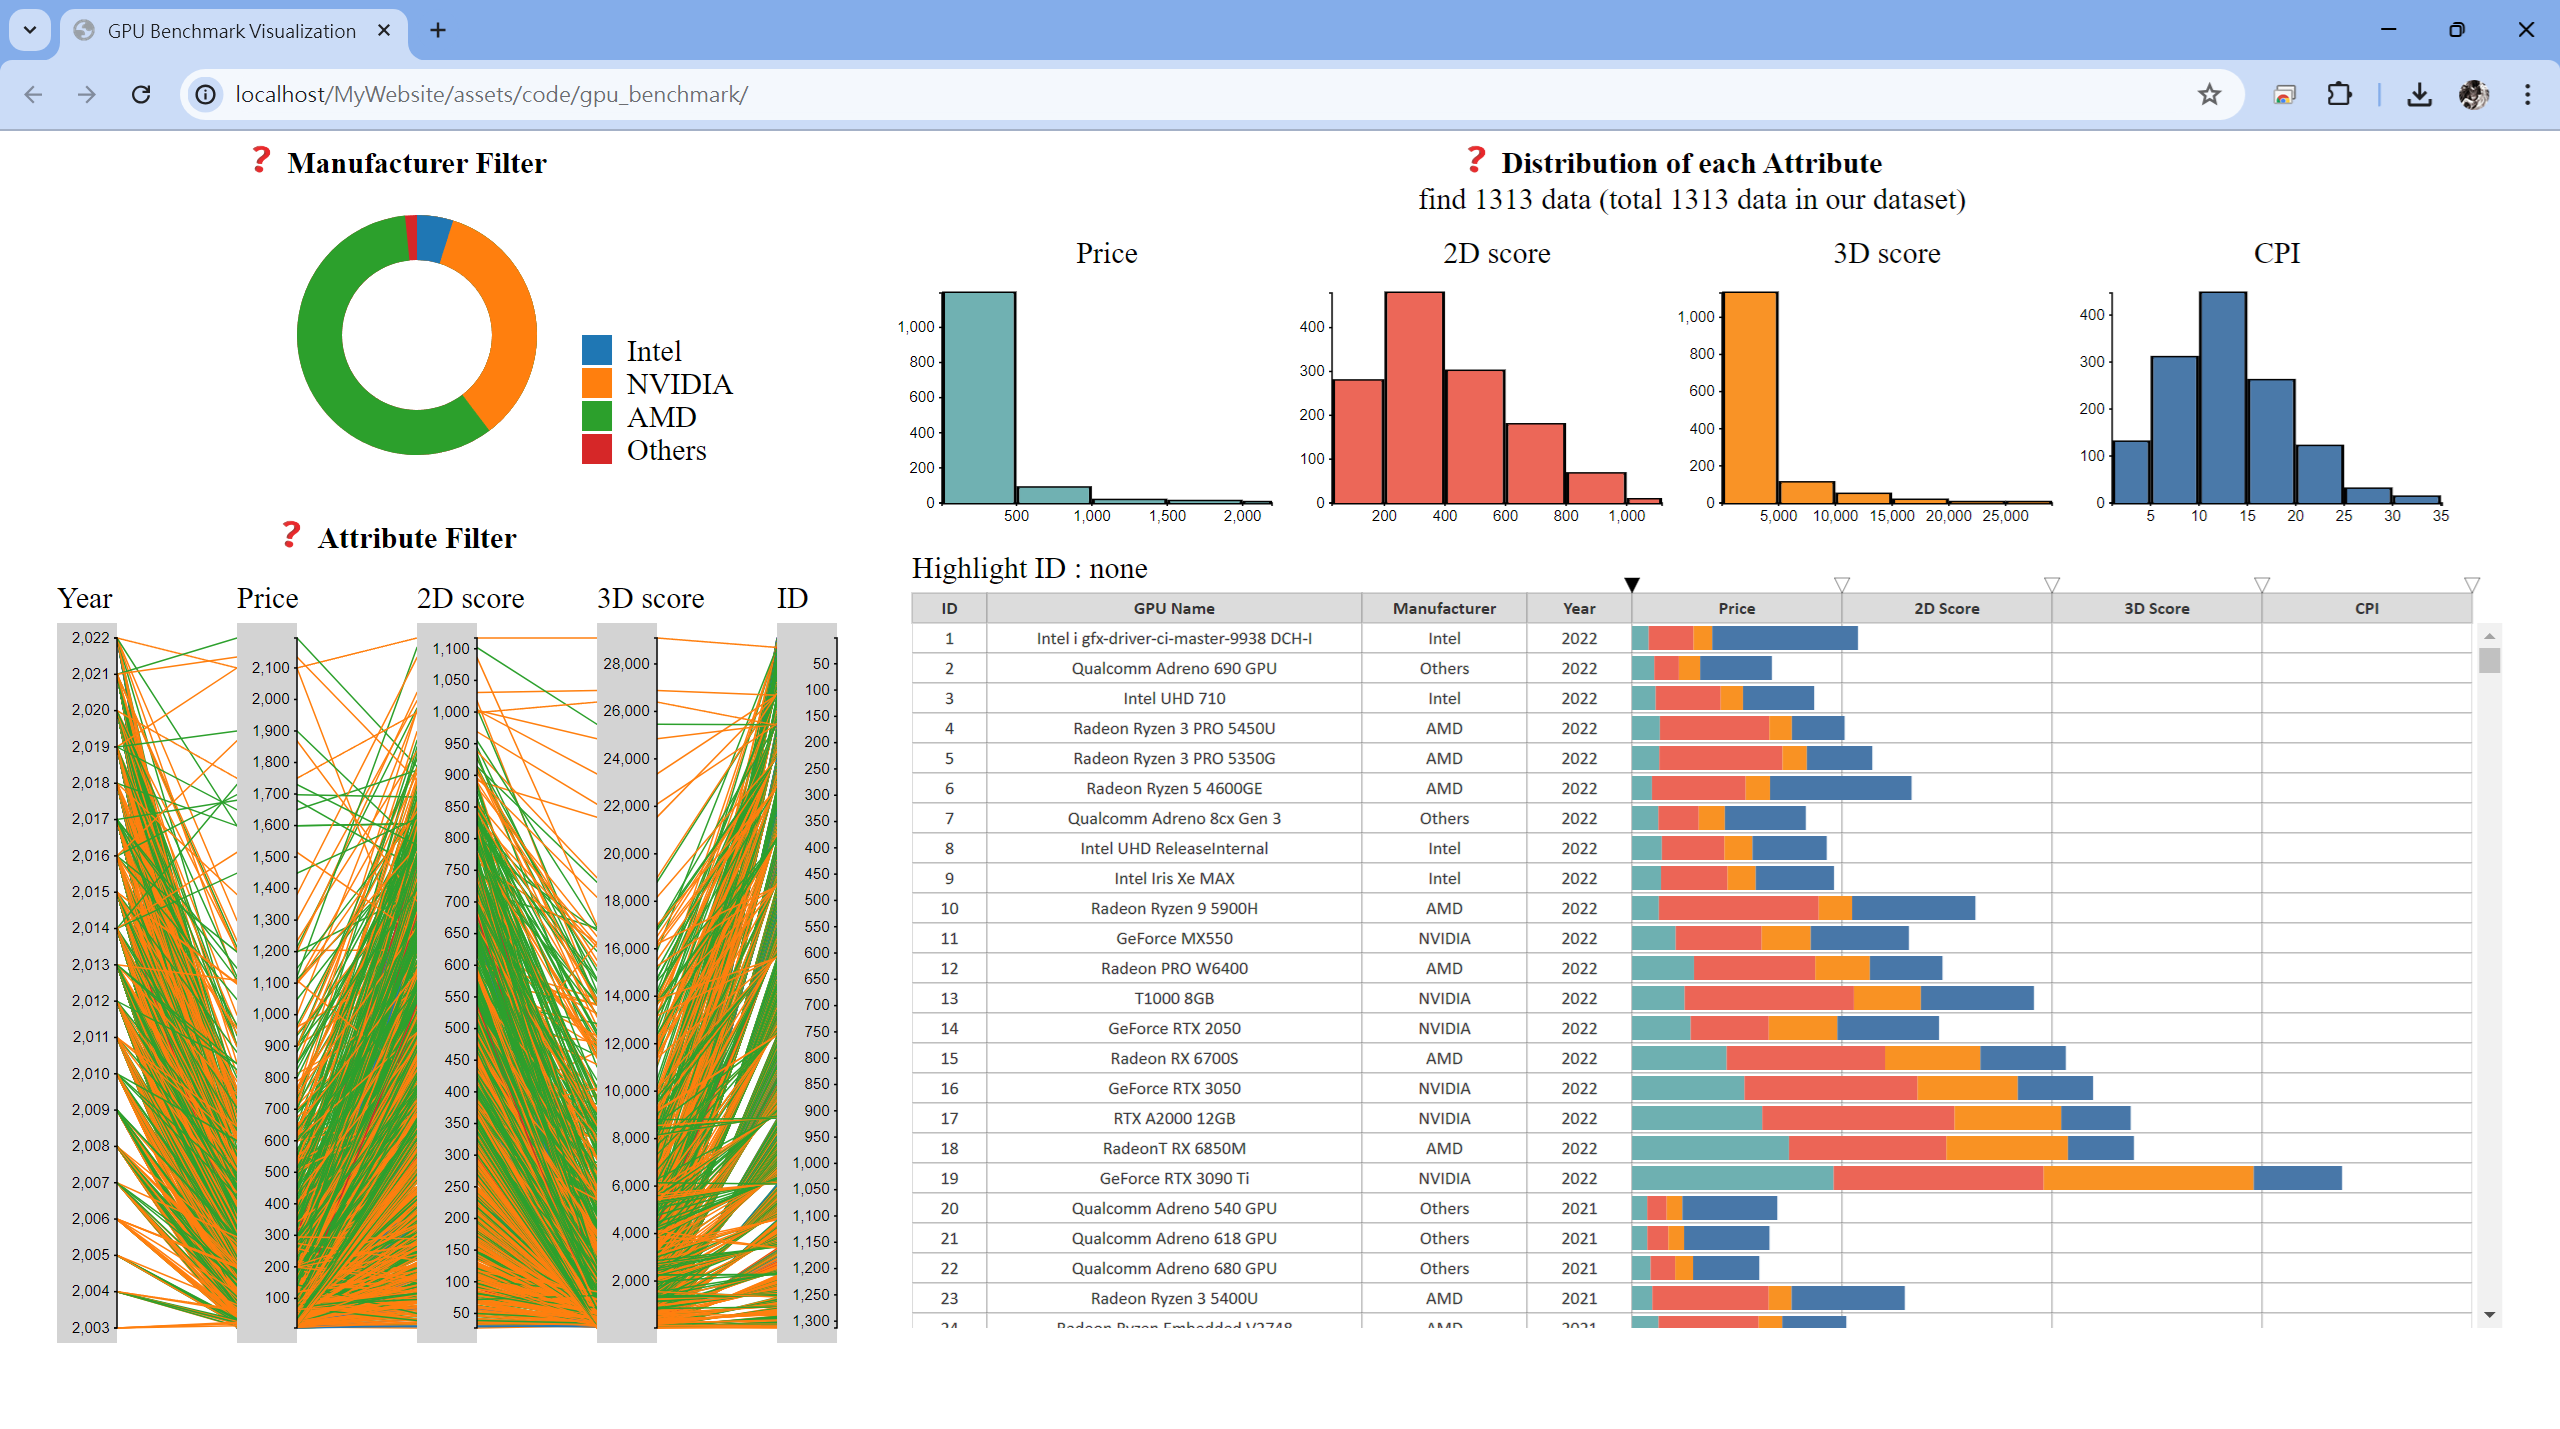 GPU Benchmark Visualization
localhost/MyWebsite/assets/code/gpu_benchmark/
? Manufacturer Filter
Intel
NVIDIA
AMD
Others
? Attribute Filter
Year Price 2D score 3D score ID
2,022
2,021
2,020
2,019
2,018
2,017
2,016
2,015
2,014
2,013
2,012
2,011
2,010
2,009
2,008
2,007
2,006
2,005
2,004
2,003
2,100
2,000
1,900
1,800
1,700
1,600
1,500
1,400
1,300
1,200
1,100
1,000
900
800
700
600
500
400
300
200
100
1,100
1,050
1,000
950
900
850
800
750
700
650
600
550
500
450
400
350
300
250
200
150
100
50
28,000
26,000
24,000
22,000
20,000
18,000
16,000
14,000
12,000
10,000
8,000
6,000
4,000
2,000
50
100
150
200
250
300
350
400
450
500
550
600
650
700
750
800
850
900
950
1,000
1,050
1,100
1,150
1,200
1,250
1,300
? Distribution of each Attribute
find 1313 data (total 1313 data in our dataset)
Price
1,000
800
600
400
200
0
500 1,000 1,500 2,000
2D score
400
300
200
100
0
200 400 600 800 1,000
3D score
1,000
800
600
400
200
0
5,000 10,000 15,000 20,000 25,000
CPI
400
300
200
100
0
5 10 15 20 25 30 35
Highlight ID : none
ID GPU Name Manufacturer Year Price 2D Score 3D Score CPI
1 Intel i gfx-driver-ci-master-9938 DCH-I Intel 2022
2 Qualcomm Adreno 690 GPU Others 2022
3 Intel UHD 710 Intel 2022
4 Radeon Ryzen 3 PRO 5450U AMD 2022
5 Radeon Ryzen 3 PRO 5350G AMD 2022
6 Radeon Ryzen 5 4600GE AMD 2022
7 Qualcomm Adreno 8cx Gen 3 Others 2022
8 Intel UHD ReleaseInternal Intel 2022
9 Intel Iris Xe MAX Intel 2022
10 Radeon Ryzen 9 5900H AMD 2022
11 GeForce MX550 NVIDIA 2022
12 Radeon PRO W6400 AMD 2022
13 T1000 8GB NVIDIA 2022
14 GeForce RTX 2050 NVIDIA 2022
15 Radeon RX 6700S AMD 2022
16 GeForce RTX 3050 NVIDIA 2022
17 RTX A2000 12GB NVIDIA 2022
18 RadeonT RX 6850M AMD 2022
19 GeForce RTX 3090 Ti NVIDIA 2022
20 Qualcomm Adreno 540 GPU Others 2021
21 Qualcomm Adreno 618 GPU Others 2021
22 Qualcomm Adreno 680 GPU Others 2021
23 Radeon Ryzen 3 5400U AMD 2021
24 Radeon Ryzen Embedded V2748 AMD 2021